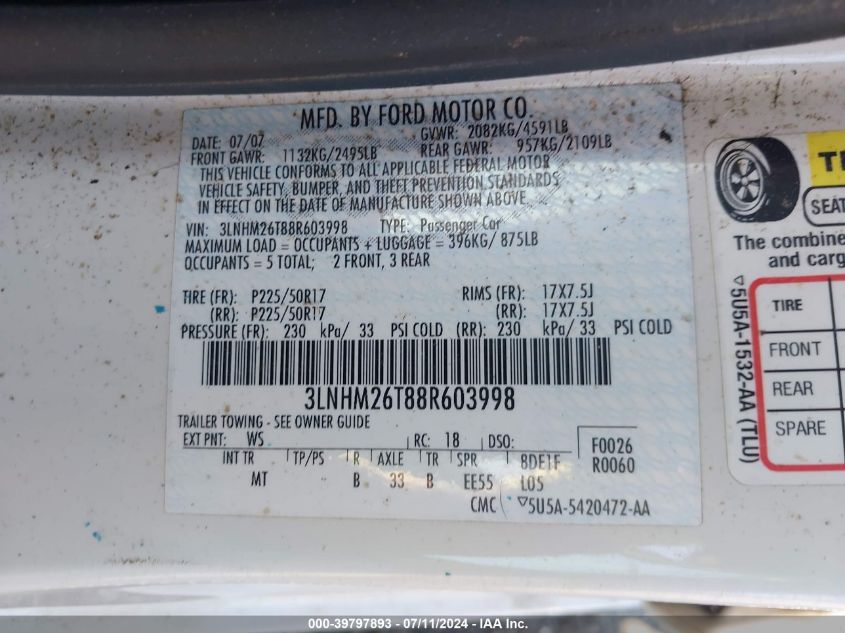 MFD. BY FORD MOTOR CO.
DATE: 07/07 GVWR: 2082KG/4591LB
FRONT GAWR: 1132KG/2495LB REAR GAWR: 957KG/2109LB
THIS VEHICLE CONFORMS TO ALL APPLICABLE FEDERAL MOTOR
VEHICLE SAFETY, BUMPER, AND THEFT PREVENTION STANDARDS
IN EFFECT ON THE DATE OF MANUFACTURE SHOWN ABOVE.
VIN: 3LNHM26T88R603998 TYPE: Passenger Car
MAXIMUM LOAD = OCCUPANTS + LUGGAGE = 396KG/ 875LB
OCCUPANTS = 5 TOTAL; 2 FRONT, 3 REAR
TIRE (FR): P225/50R17 RIMS (FR): 17X7.5J
(RR): P225/50R17 (RR): 17X7.5J
PRESSURE (FR): 230 kPa/ 33 PSI COLD (RR): 230 kPa/ 33 PSI COLD
3LNHM26T88R603998
TRAILER TOWING - SEE OWNER GUIDE
EXT PNT: WS RC: 18 DSO: F0026
INT TR TP/PS R AXLE TR SPR 8DE1F R0060
MT B 33 B EE55 L05
CMC ▽5U5A-5420472-AA
SEAT
The combine
and carg
TIRE
FRONT
REAR
SPARE
▽5U5A-1532-AA (TLU)
000-39797893 - 07/11/2024 - IAA Inc.